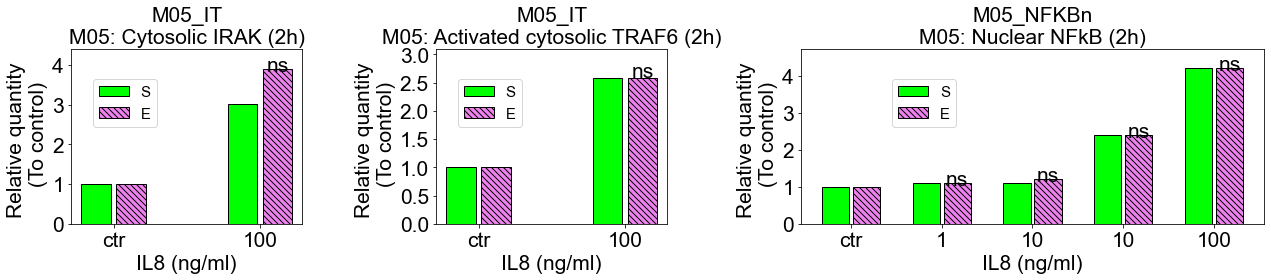 M05_IT
M05: Cytosolic IRAK (2h)
Relative quantity
(To control)
4
3
2
1
0
S
E
ns
ctr
100
IL8 (ng/ml)
M05_IT
M05: Activated cytosolic TRAF6 (2h)
Relative quantity
(To control)
3.0
2.5
2.0
1.5
1.0
0.5
0.0
S
E
ns
ctr
100
IL8 (ng/ml)
M05_NFKBn
M05: Nuclear NFkB (2h)
Relative quantity
(To control)
4
3
2
1
0
S
E
ns
ns
ns
ns
ctr
1
10
10
100
IL8 (ng/ml)